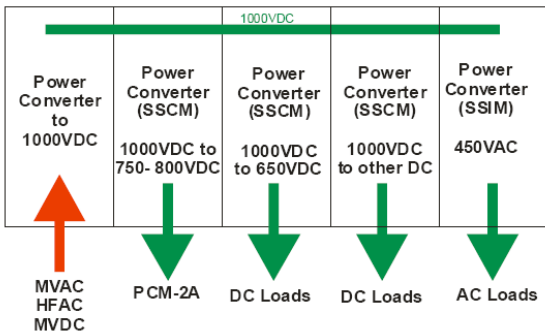 1000VDC
Power
Converter
to
1000VDC
Power
Converter
(SSCM)
1000VDC to
750- 800VDC
Power
Converter
(SSCM)
1000VDC
to 650VDC
Power
Converter
(SSCM)
1000VDC
to other DC
Power
Converter
(SSIM)
450VAC
MVAC
HFAC
MVDC
PCM-2A
DC Loads
DC Loads
AC Loads